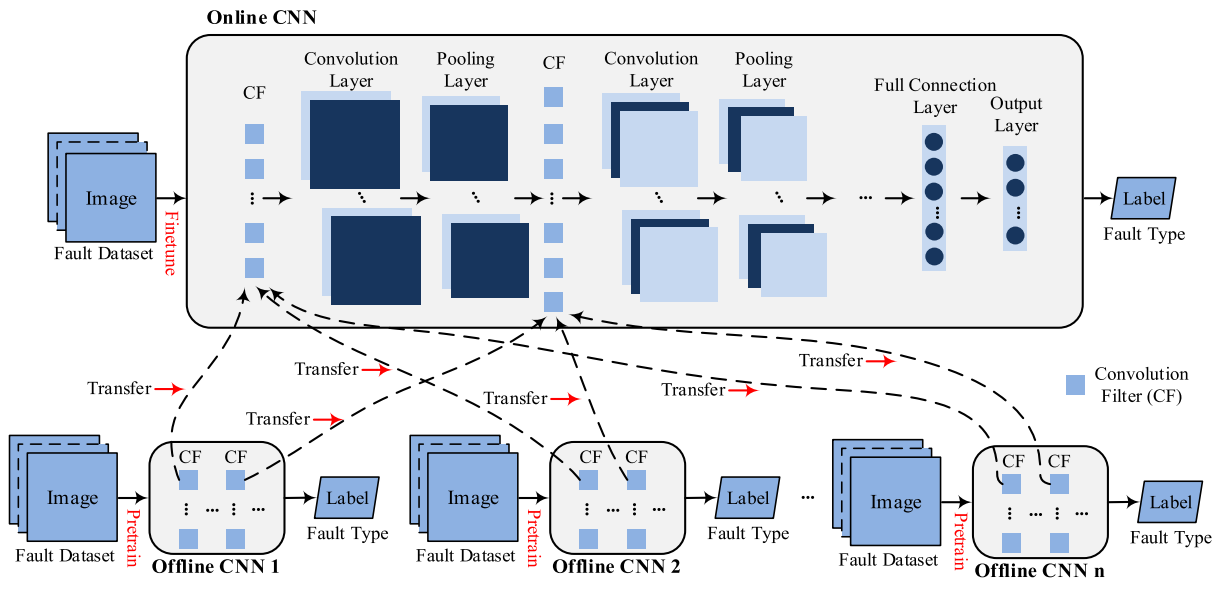 Online CNN
CF
Convolution
Layer
Pooling
Layer
CF
Convolution
Layer
Pooling
Layer
Full Connection
Layer
Output
Layer
Image
Fault Dataset
Finetune
Label
Fault Type
Transfer
Transfer
Transfer
Transfer
Transfer
Transfer
Convolution
Filter (CF)
Image
Fault Dataset
Pretrain
CF CF
Label
Fault Type
Offline CNN 1
Image
Fault Dataset
Pretrain
CF CF
Label
Fault Type
Offline CNN 2
...
Image
Fault Dataset
Pretrain
CF CF
Label
Fault Type
Offline CNN n